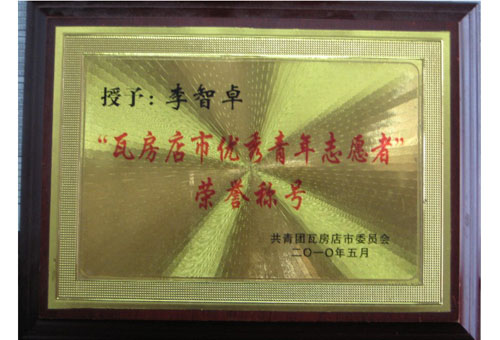 授予：李智卓
“瓦房店市优秀青年志愿者”
荣誉称号
共青团瓦房店市委员会
二〇一〇年五月